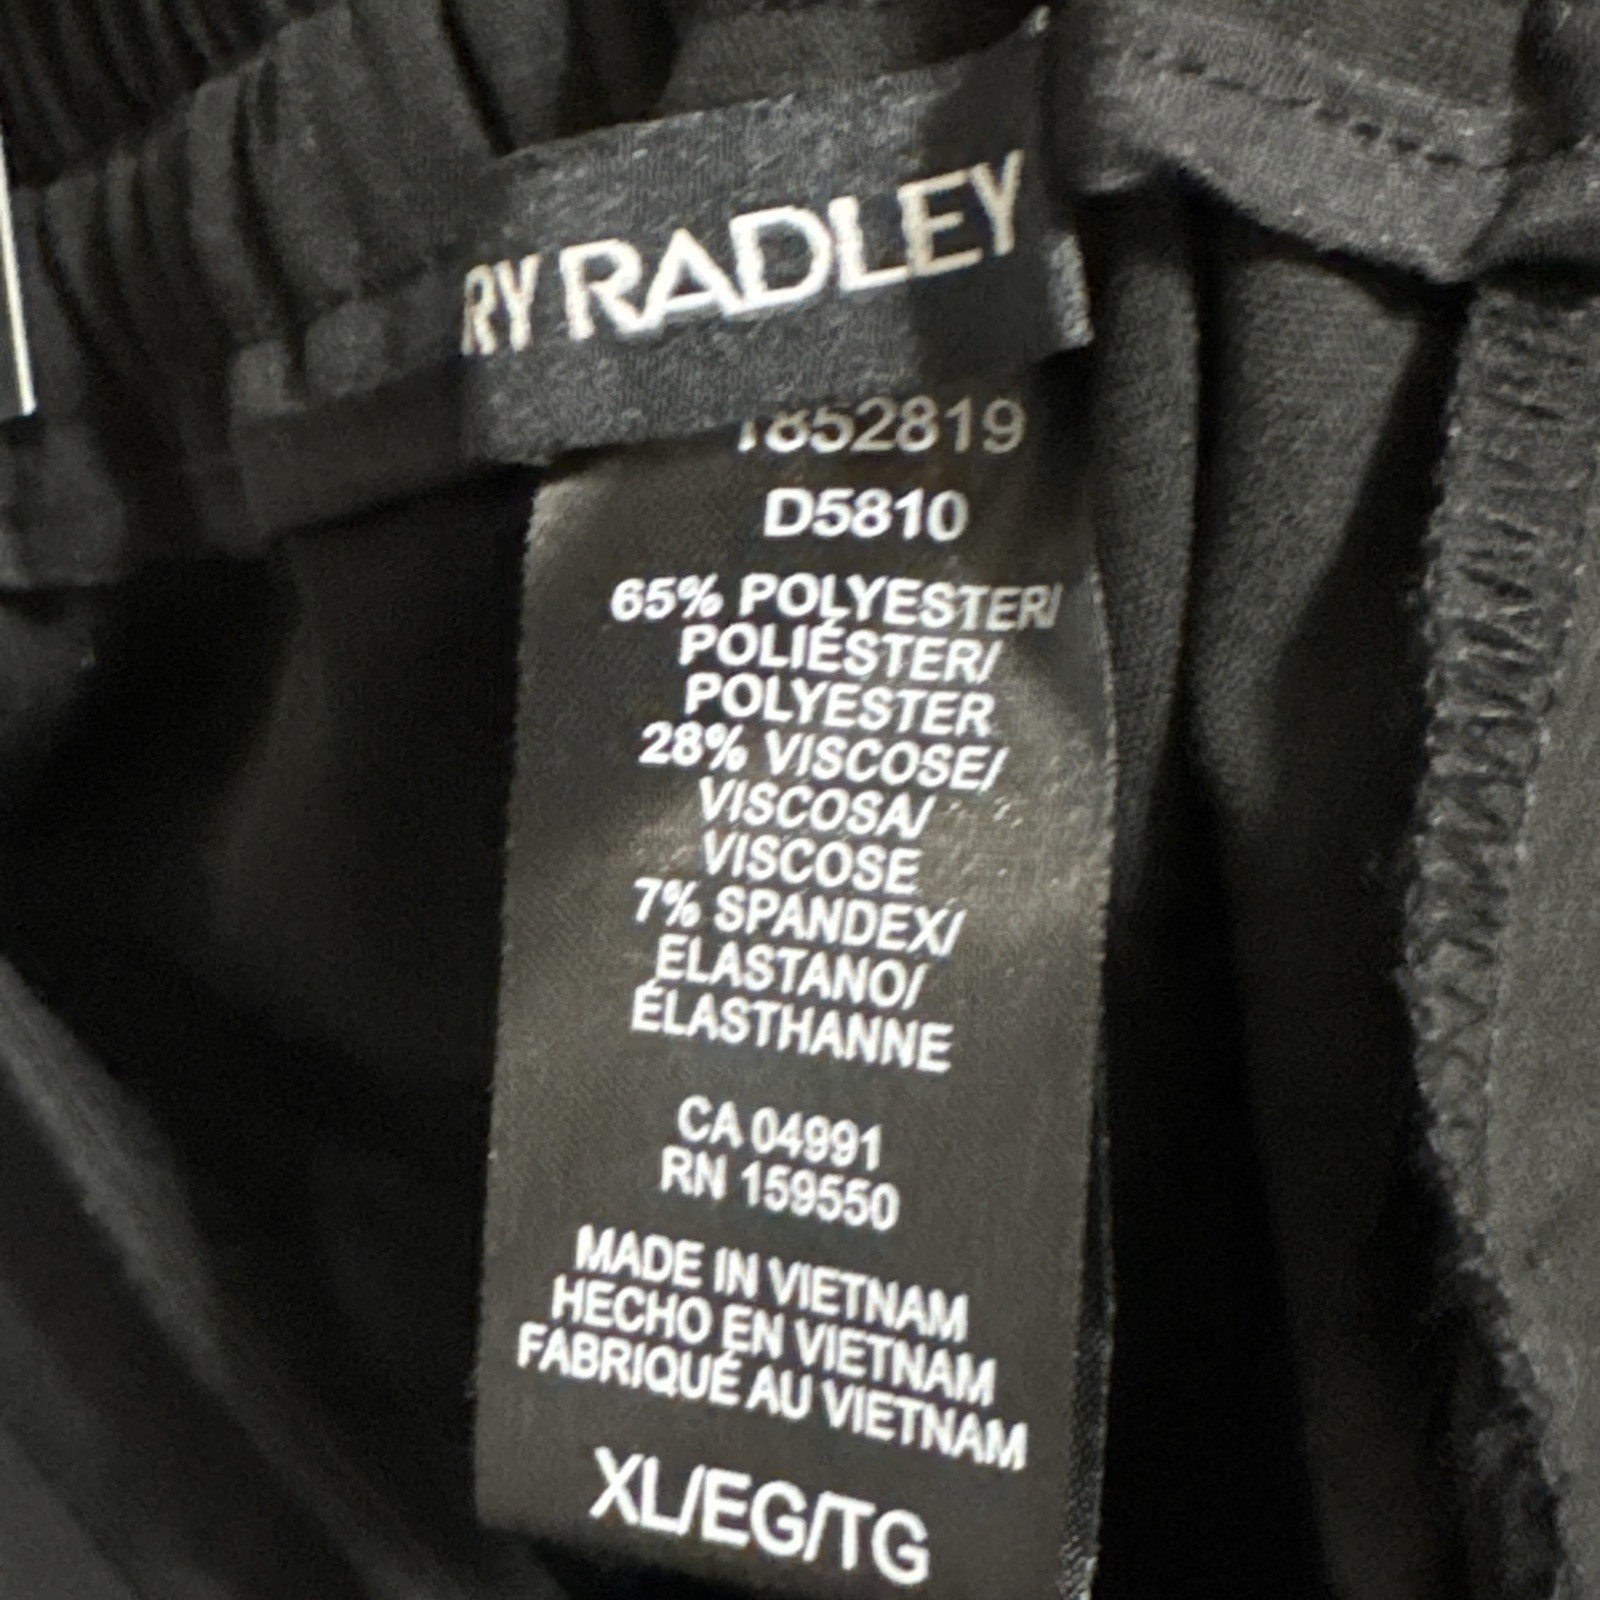 RY RADLEY
1852819
D5810
65% POLYESTER/
POLIÉSTER/
POLYESTER
28% VISCOSE/
VISCOSA/
VISCOSE
7% SPANDEX/
ELASTANO/
ÉLASTHANNE
CA 04991
RN 159550
MADE IN VIETNAM
HECHO EN VIETNAM
FABRIQUÉ AU VIETNAM
XL/EG/TG